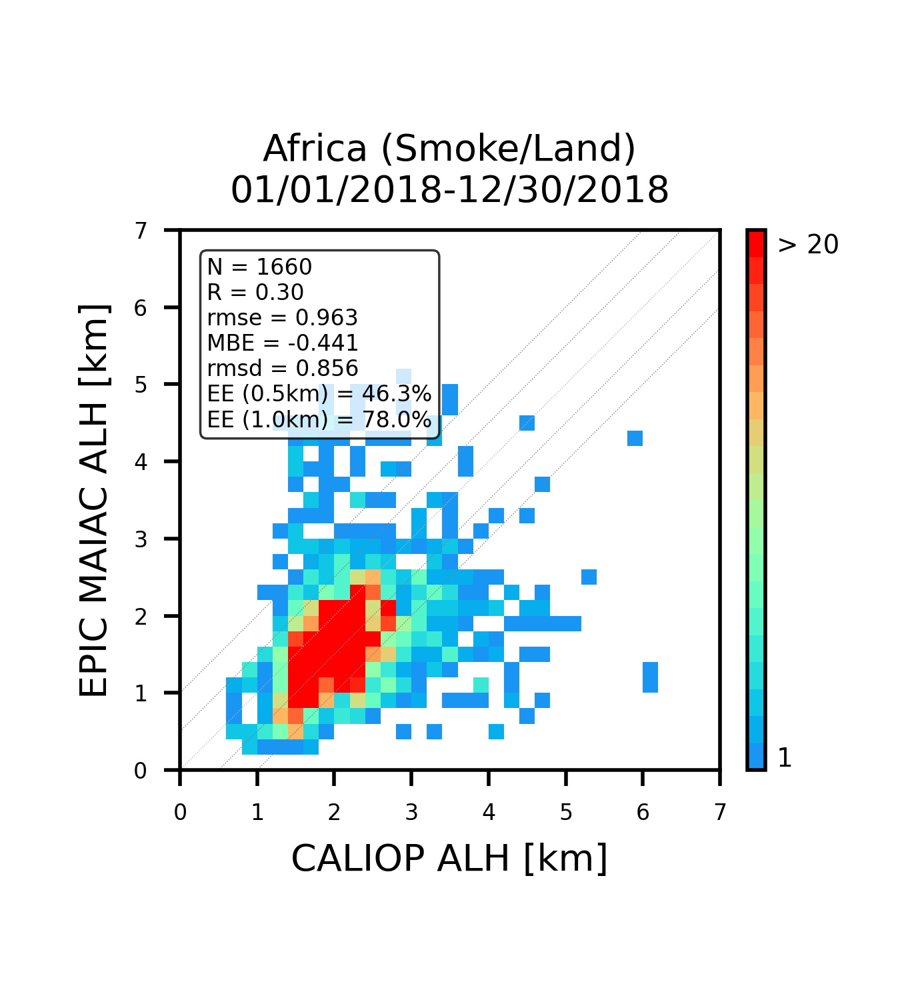 Africa (Smoke/Land)
01/01/2018-12/30/2018
N = 1660
R = 0.30
rmse = 0.963
MBE = -0.441
rmsd = 0.856
EE (0.5km) = 46.3%
EE (1.0km) = 78.0%
EPIC MAIAC ALH [km]
7
6
5
4
3
2
1
0
0 1 2 3 4 5 6 7
CALIOP ALH [km]
> 20
1